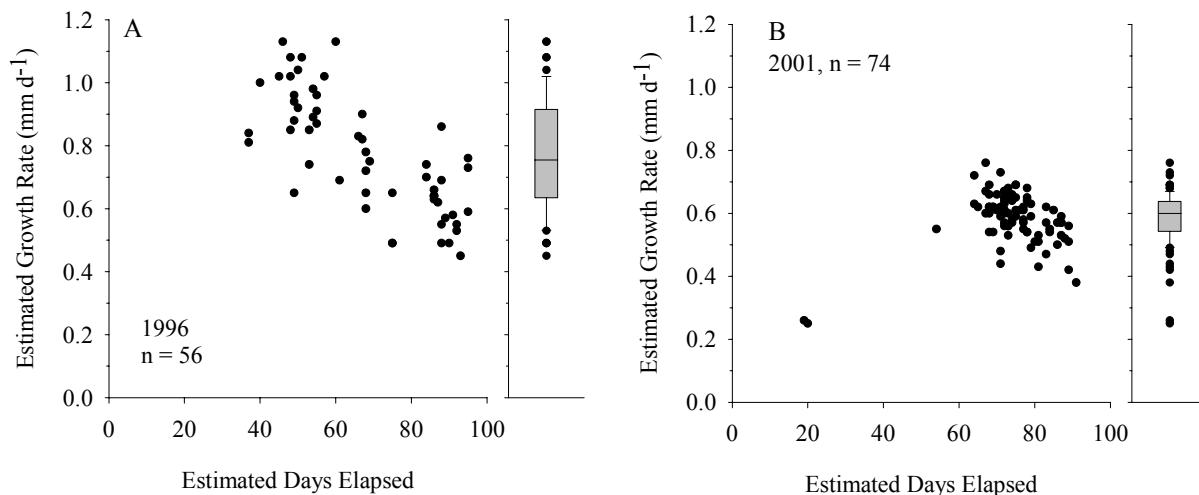 A
Estimated Growth Rate (mm d-1)
1.2
1.0
0.8
0.6
0.4
0.2
0.0
1996
n = 56
0 20 40 60 80 100
Estimated Days Elapsed
B
2001, n = 74
Estimated Growth Rate (mm d-1)
1.2
1.0
0.8
0.6
0.4
0.2
0.0
0 20 40 60 80 100
Estimated Days Elapsed